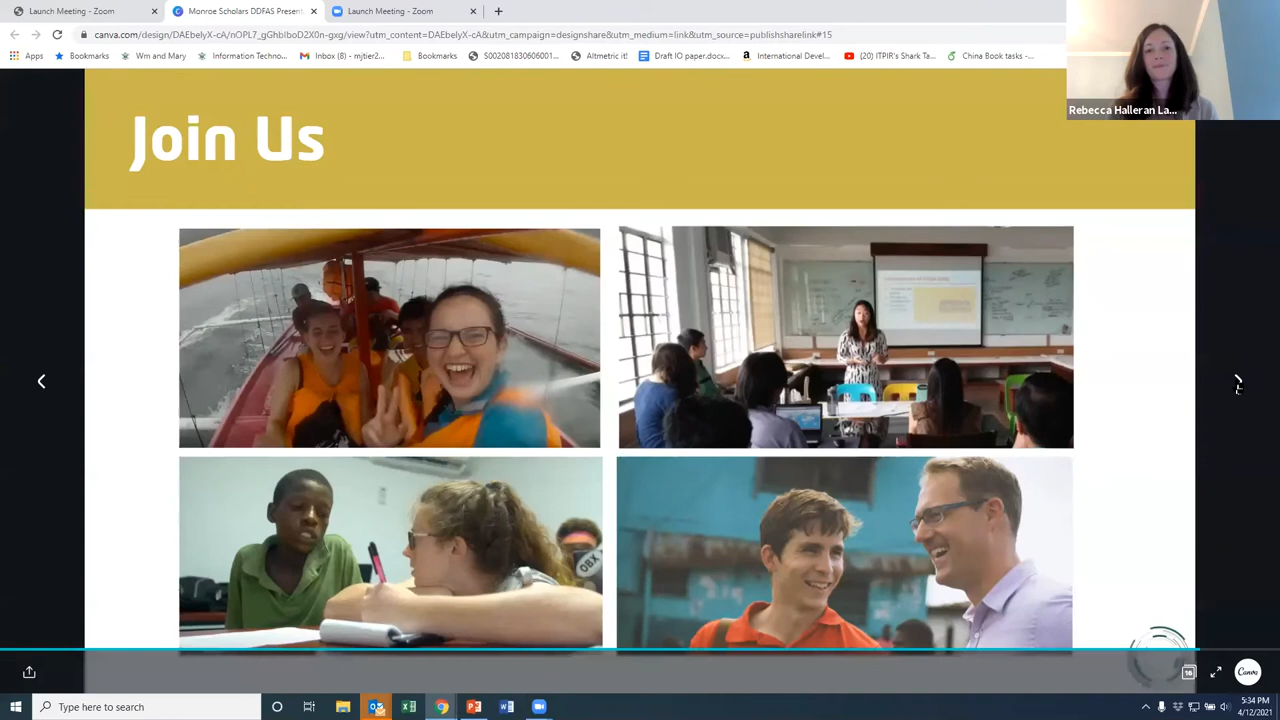 Launch Meeting - Zoom
Monroe Scholars DDFAS Present
Launch Meeting - Zoom
canva.com/design/DAEbelyX-cA/nOPL7_gGhbIboD2X0n-gxg/view?utm_content=DAEbelyX-cA&utm_campaign=designshare&utm_medium=link&utm_source=publishsharelink#15
Apps
Bookmarks
Wm and Mary
Information Techno...
Inbox (8) - mjtier2...
Bookmarks
S002081830606001...
Altmetric it!
Draft IO paper.docx...
International Devel...
(20) ITPIR's Shark Ta...
China Book tasks -...
Rebecca Halleran La...
Join Us
OBX
16
Canva
Type here to search
5:34 PM
4/12/2021